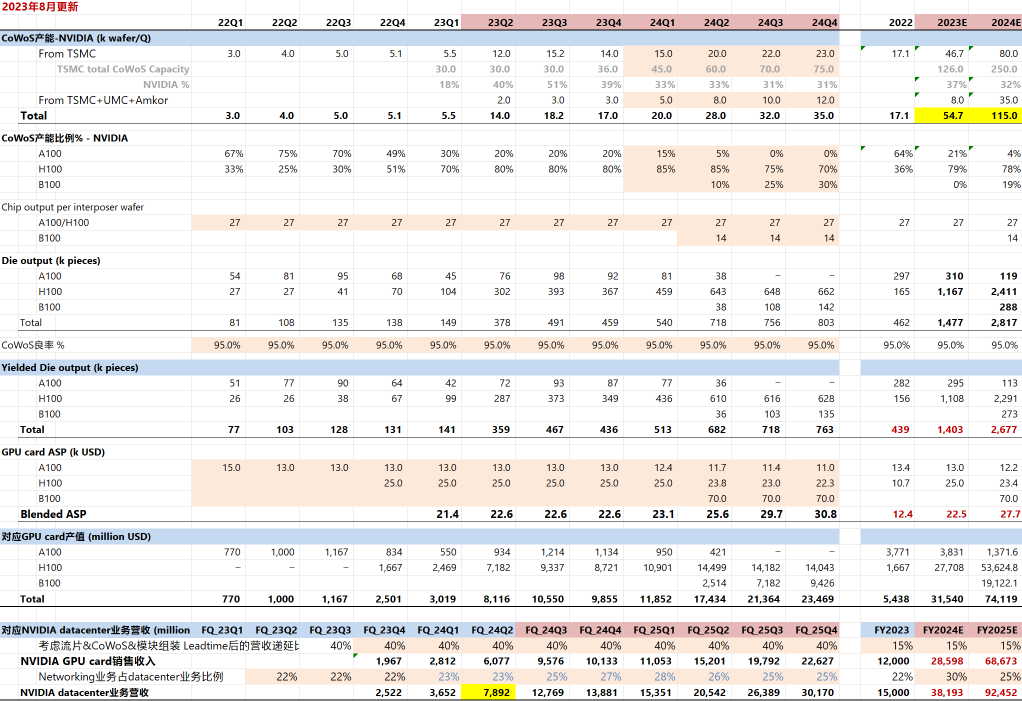 2023年8月更新
22Q1 22Q2 22Q3 22Q4 23Q1 23Q2 23Q3 23Q4 24Q1 24Q2 24Q3 24Q4 2022 2023E 2024E
CoWoS产能-NVIDIA (k wafer/Q)
From TSMC 3.0 4.0 5.0 5.1 5.5 12.0 15.2 14.0 15.0 20.0 22.0 23.0 17.1 46.7 80.0
TSMC total CoWoS Capacity 30.0 30.0 30.0 36.0 45.0 60.0 70.0 75.0 126.0 250.0
NVIDIA % 18% 40% 51% 39% 33% 33% 31% 31% 37% 32%
From TSMC+UMC+Amkor 2.0 3.0 3.0 5.0 8.0 10.0 12.0 8.0 35.0
Total 3.0 4.0 5.0 5.1 5.5 14.0 18.2 17.0 20.0 28.0 32.0 35.0 17.1 54.7 115.0
CoWoS产能比例% - NVIDIA
A100 67% 75% 70% 49% 30% 20% 20% 20% 15% 5% 0% 0% 64% 21% 4%
H100 33% 25% 30% 51% 70% 80% 80% 80% 85% 85% 75% 70% 36% 79% 78%
B100 10% 25% 30% 0% 19%
Chip output per interposer wafer
A100/H100 27 27 27 27 27 27 27 27 27 27 27 27 27 27 27
B100 14 14 14 14
Die output (k pieces)
A100 54 81 95 68 45 76 98 92 81 38 – – 297 310 119
H100 27 27 41 70 104 302 393 367 459 643 648 662 165 1,167 2,411
B100 38 108 142 288
Total 81 108 135 138 149 378 491 459 540 718 756 803 462 1,477 2,817
CoWoS良率 % 95.0% 95.0% 95.0% 95.0% 95.0% 95.0% 95.0% 95.0% 95.0% 95.0% 95.0% 95.0% 95.0% 95.0% 95.0%
Yielded Die output (k pieces)
A100 51 77 90 64 42 72 93 87 77 36 – – 282 295 113
H100 26 26 38 67 99 287 373 349 436 610 616 628 156 1,108 2,291
B100 36 103 135 273
Total 77 103 128 131 141 359 467 436 513 682 718 763 439 1,403 2,677
GPU card ASP (k USD)
A100 15.0 13.0 13.0 13.0 13.0 13.0 13.0 13.0 12.4 11.7 11.4 11.0 13.4 13.0 12.2
H100 25.0 25.0 25.0 25.0 25.0 25.0 23.8 23.0 22.3 10.7 25.0 23.4
B100 70.0 70.0 70.0 70.0
Blended ASP 21.4 22.6 22.6 22.6 23.1 25.6 29.7 30.8 12.4 22.5 27.7
对应GPU card产值 (million USD)
A100 770 1,000 1,167 834 550 934 1,214 1,134 950 421 – – 3,771 3,831 1,371.6
H100 – – – 1,667 2,469 7,182 9,337 8,721 10,901 14,499 14,182 14,043 1,667 27,708 53,624.8
B100 2,514 7,182 9,426 19,122.1
Total 770 1,000 1,167 2,501 3,019 8,116 10,550 9,855 11,852 17,434 21,364 23,469 5,438 31,540 74,119
对应NVIDIA datacenter业务营收 (million FQ_23Q1 FQ_23Q2 FQ_23Q3 FQ_23Q4 FQ_24Q1 FQ_24Q2 FQ_24Q3 FQ_24Q4 FQ_25Q1 FQ_25Q2 FQ_25Q3 FQ_25Q4 FY2023 FY2024E FY2025E
考虑流片&CoWoS&模块组装 Leadtime后的营收递延比 40% 40% 40% 40% 40% 40% 40% 40% 40% 40% 15% 15% 15%
NVIDIA GPU card销售收入 1,967 2,812 6,077 9,576 10,133 11,053 15,201 19,792 22,627 12,000 28,598 68,673
Networking业务占datacenter业务比例 22% 22% 22% 23% 23% 25% 27% 28% 26% 25% 25% 22% 30% 25%
NVIDIA datacenter业务营收 2,522 3,652 7,892 12,769 13,881 15,351 20,542 26,389 30,170 15,000 38,193 92,452